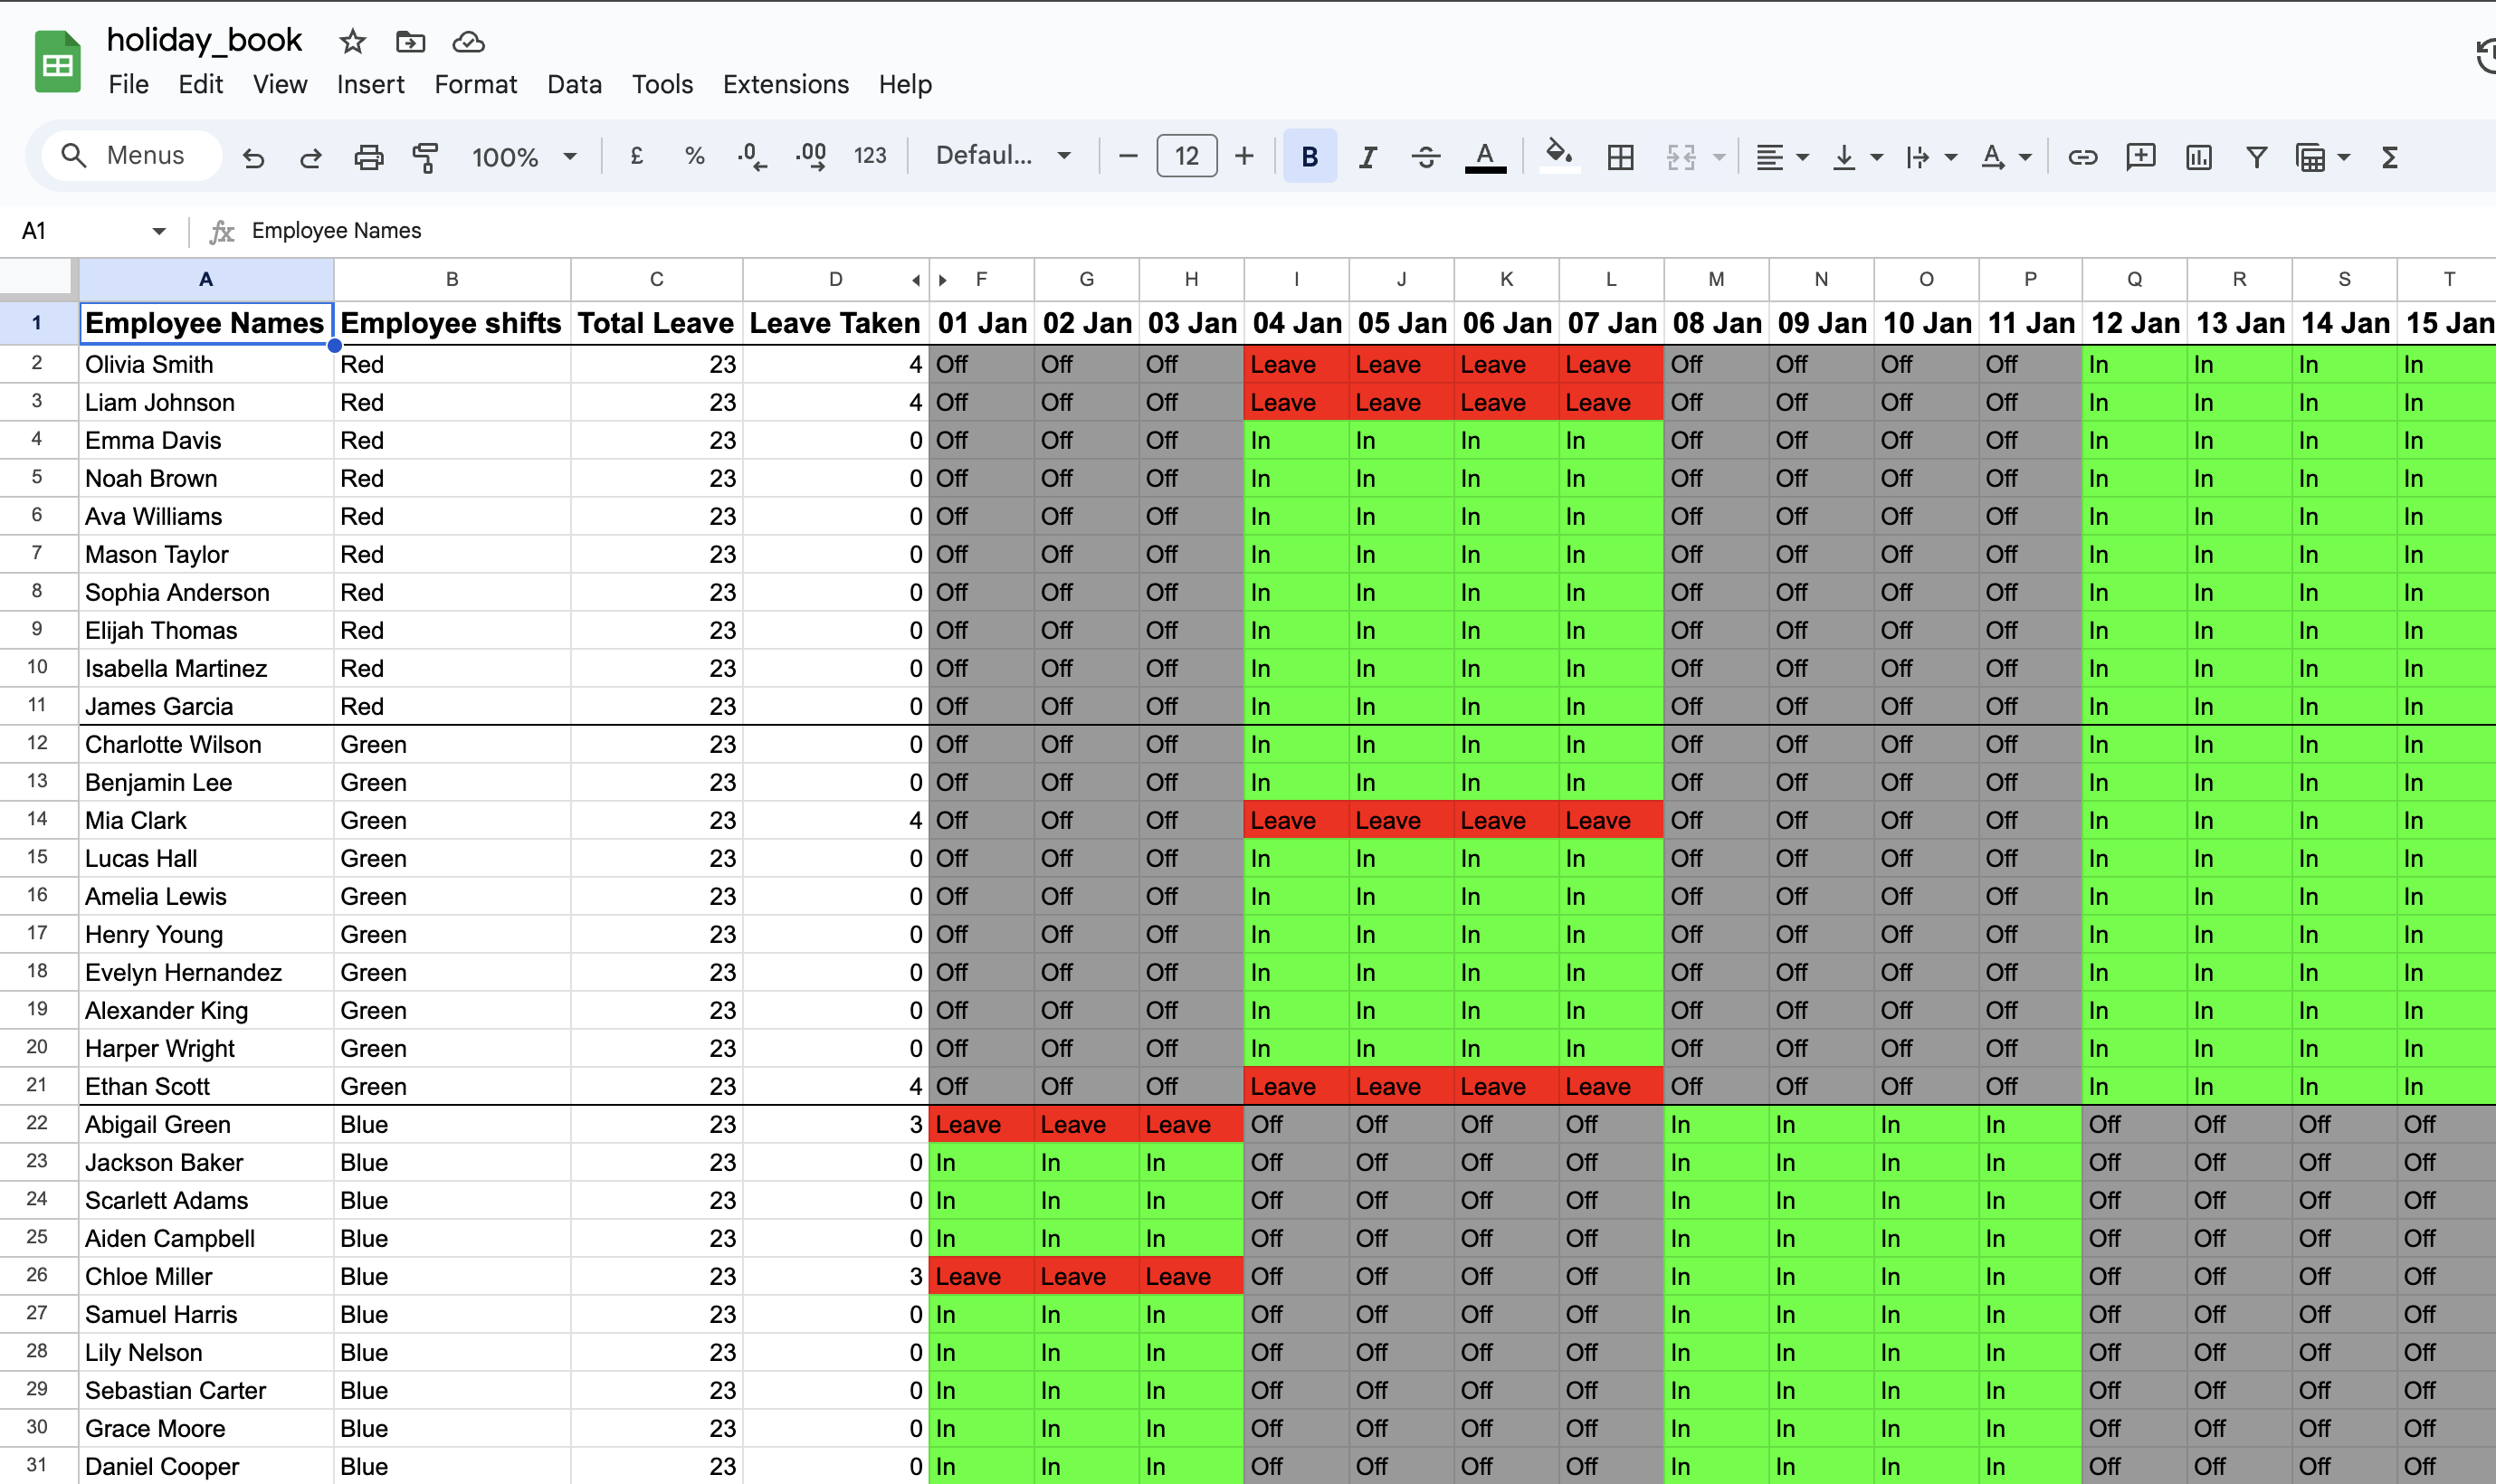 holiday_book
File Edit View Insert Format Data Tools Extensions Help
Menus 100% £ % .0 .00 123 Defaul... 12 B I S A
A1 fx Employee Names
A B C D F G H I J K L M N O P Q R S T
1 Employee Names Employee shifts Total Leave Leave Taken 01 Jan 02 Jan 03 Jan 04 Jan 05 Jan 06 Jan 07 Jan 08 Jan 09 Jan 10 Jan 11 Jan 12 Jan 13 Jan 14 Jan 15 Jan
2 Olivia Smith Red 23 4 Off Off Off Leave Leave Leave Leave Off Off Off Off In In In In
3 Liam Johnson Red 23 4 Off Off Off Leave Leave Leave Leave Off Off Off Off In In In In
4 Emma Davis Red 23 0 Off Off Off In In In In Off Off Off Off In In In In
5 Noah Brown Red 23 0 Off Off Off In In In In Off Off Off Off In In In In
6 Ava Williams Red 23 0 Off Off Off In In In In Off Off Off Off In In In In
7 Mason Taylor Red 23 0 Off Off Off In In In In Off Off Off Off In In In In
8 Sophia Anderson Red 23 0 Off Off Off In In In In Off Off Off Off In In In In
9 Elijah Thomas Red 23 0 Off Off Off In In In In Off Off Off Off In In In In
10 Isabella Martinez Red 23 0 Off Off Off In In In In Off Off Off Off In In In In
11 James Garcia Red 23 0 Off Off Off In In In In Off Off Off Off In In In In
12 Charlotte Wilson Green 23 0 Off Off Off In In In In Off Off Off Off In In In In
13 Benjamin Lee Green 23 0 Off Off Off In In In In Off Off Off Off In In In In
14 Mia Clark Green 23 4 Off Off Off Leave Leave Leave Leave Off Off Off Off In In In In
15 Lucas Hall Green 23 0 Off Off Off In In In In Off Off Off Off In In In In
16 Amelia Lewis Green 23 0 Off Off Off In In In In Off Off Off Off In In In In
17 Henry Young Green 23 0 Off Off Off In In In In Off Off Off Off In In In In
18 Evelyn Hernandez Green 23 0 Off Off Off In In In In Off Off Off Off In In In In
19 Alexander King Green 23 0 Off Off Off In In In In Off Off Off Off In In In In
20 Harper Wright Green 23 0 Off Off Off In In In In Off Off Off Off In In In In
21 Ethan Scott Green 23 4 Off Off Off Leave Leave Leave Leave Off Off Off Off In In In In
22 Abigail Green Blue 23 3 Leave Leave Leave Off Off Off Off In In In In Off Off Off Off
23 Jackson Baker Blue 23 0 In In In Off Off Off Off In In In In Off Off Off Off
24 Scarlett Adams Blue 23 0 In In In Off Off Off Off In In In In Off Off Off Off
25 Aiden Campbell Blue 23 0 In In In Off Off Off Off In In In In Off Off Off Off
26 Chloe Miller Blue 23 3 Leave Leave Leave Off Off Off Off In In In In Off Off Off Off
27 Samuel Harris Blue 23 0 In In In Off Off Off Off In In In In Off Off Off Off
28 Lily Nelson Blue 23 0 In In In Off Off Off Off In In In In Off Off Off Off
29 Sebastian Carter Blue 23 0 In In In Off Off Off Off In In In In Off Off Off Off
30 Grace Moore Blue 23 0 In In In Off Off Off Off In In In In Off Off Off Off
31 Daniel Cooper Blue 23 0 In In In Off Off Off Off In In In In Off Off Off Off